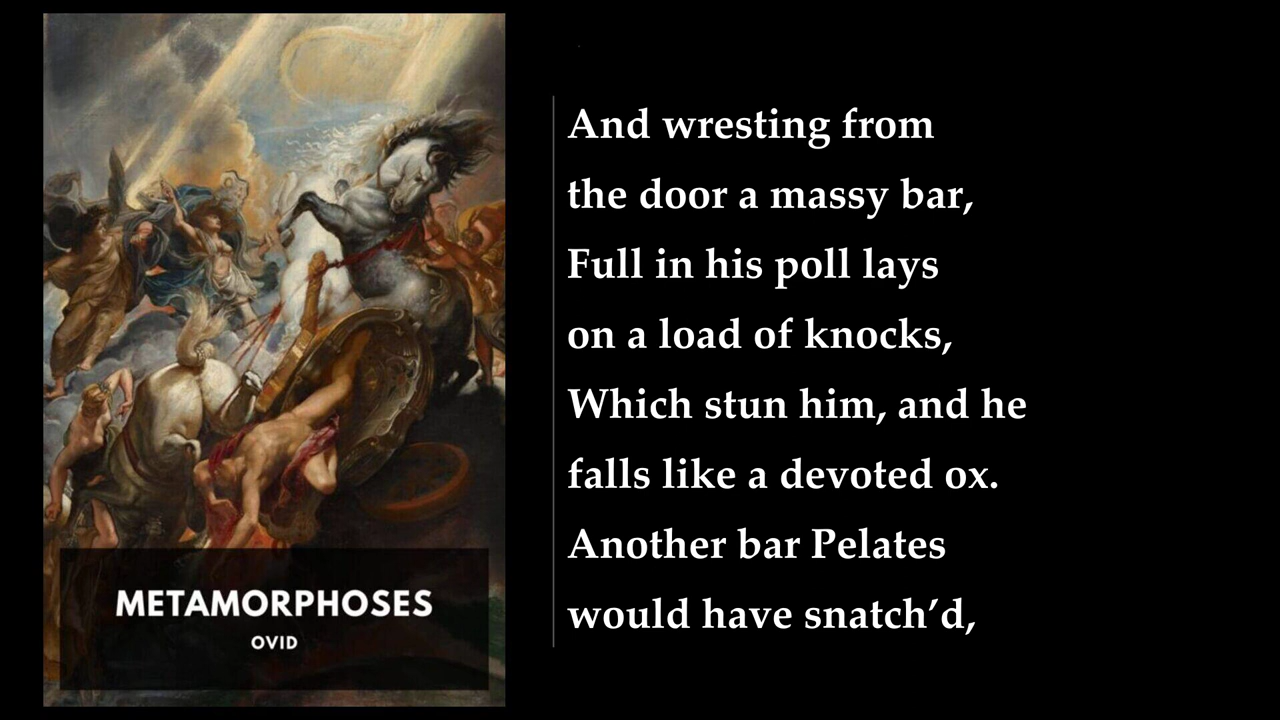 METAMORPHOSES
OVID
And wresting from
the door a massy bar,
Full in his poll lays
on a load of knocks,
Which stun him, and he
falls like a devoted ox.
Another bar Pelates
would have snatch’d,